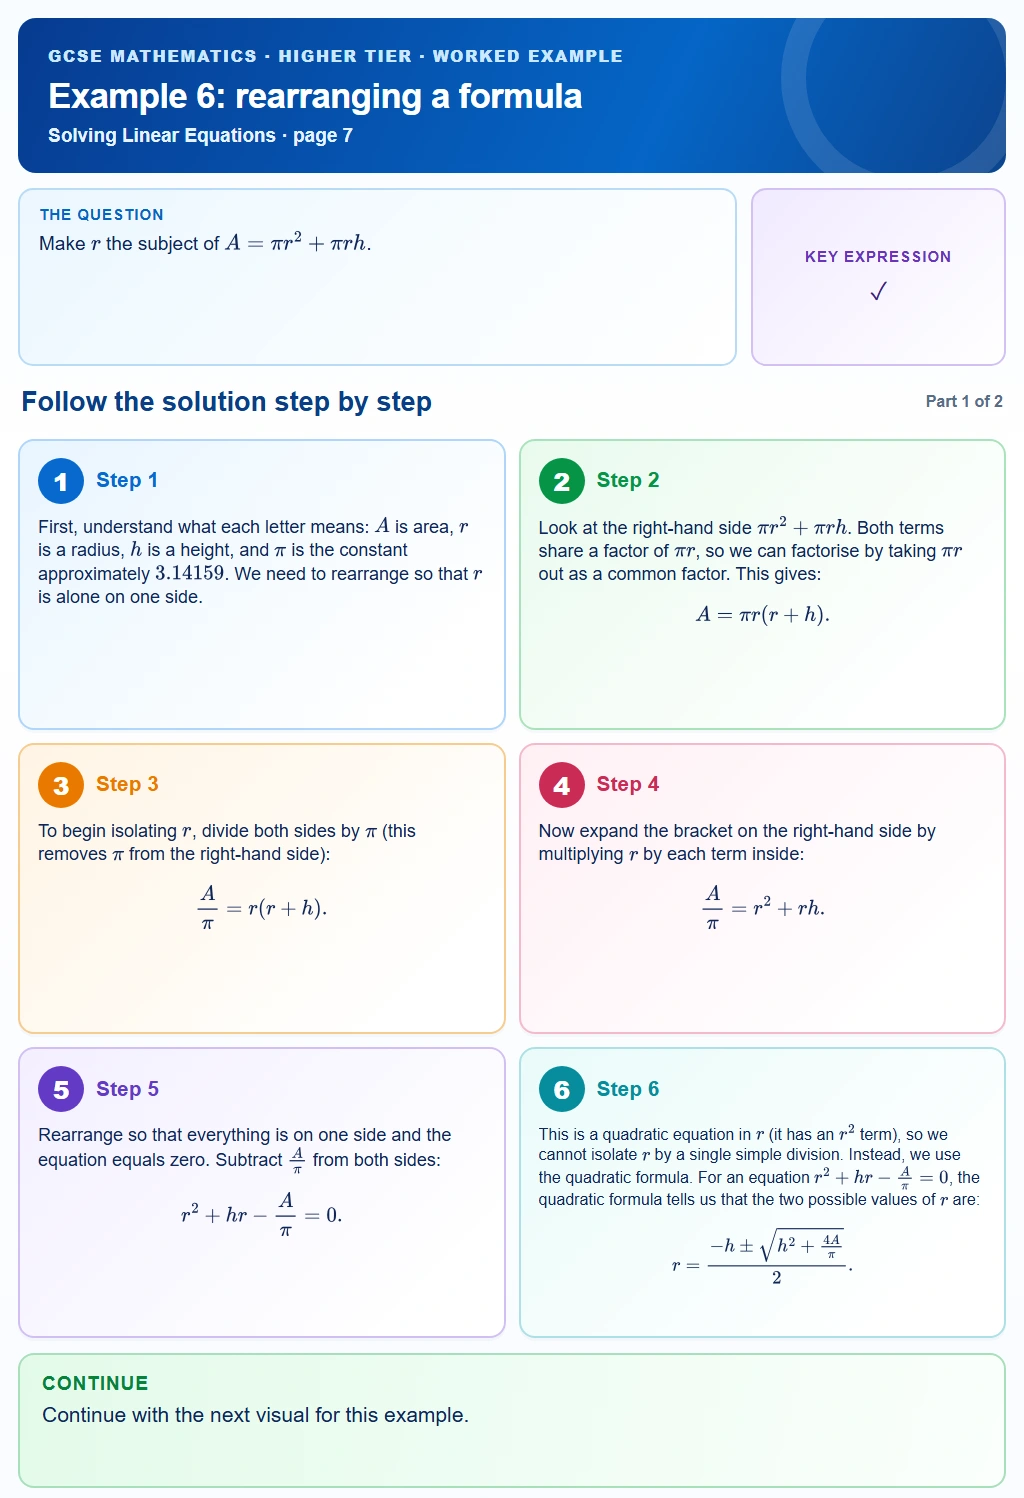 GCSE MATHEMATICS · HIGHER TIER · WORKED EXAMPLE
Example 6: rearranging a formula
Solving Linear Equations · page 7
THE QUESTION
Make r the subject of A = πr² + πrh.
KEY EXPRESSION
✓
Follow the solution step by step
Part 1 of 2
1 Step 1
First, understand what each letter means: A is area, r
is a radius, h is a height, and π is the constant
approximately 3.14159. We need to rearrange so that r
is alone on one side.
2 Step 2
Look at the right-hand side πr² + πrh. Both terms
share a factor of πr, so we can factorise by taking πr
out as a common factor. This gives:
A = πr(r + h).
3 Step 3
To begin isolating r, divide both sides by π (this
removes π from the right-hand side):
A/π = r(r + h).
4 Step 4
Now expand the bracket on the right-hand side by
multiplying r by each term inside:
A/π = r² + rh.
5 Step 5
Rearrange so that everything is on one side and the
equation equals zero. Subtract A/π from both sides:
r² + hr − A/π = 0.
6 Step 6
This is a quadratic equation in r (it has an r² term), so we
cannot isolate r by a single simple division. Instead, we use
the quadratic formula. For an equation r² + hr − A/π = 0, the
quadratic formula tells us that the two possible values of r are:
r = (−h ± √(h² + 4A/π))/2.
CONTINUE
Continue with the next visual for this example.